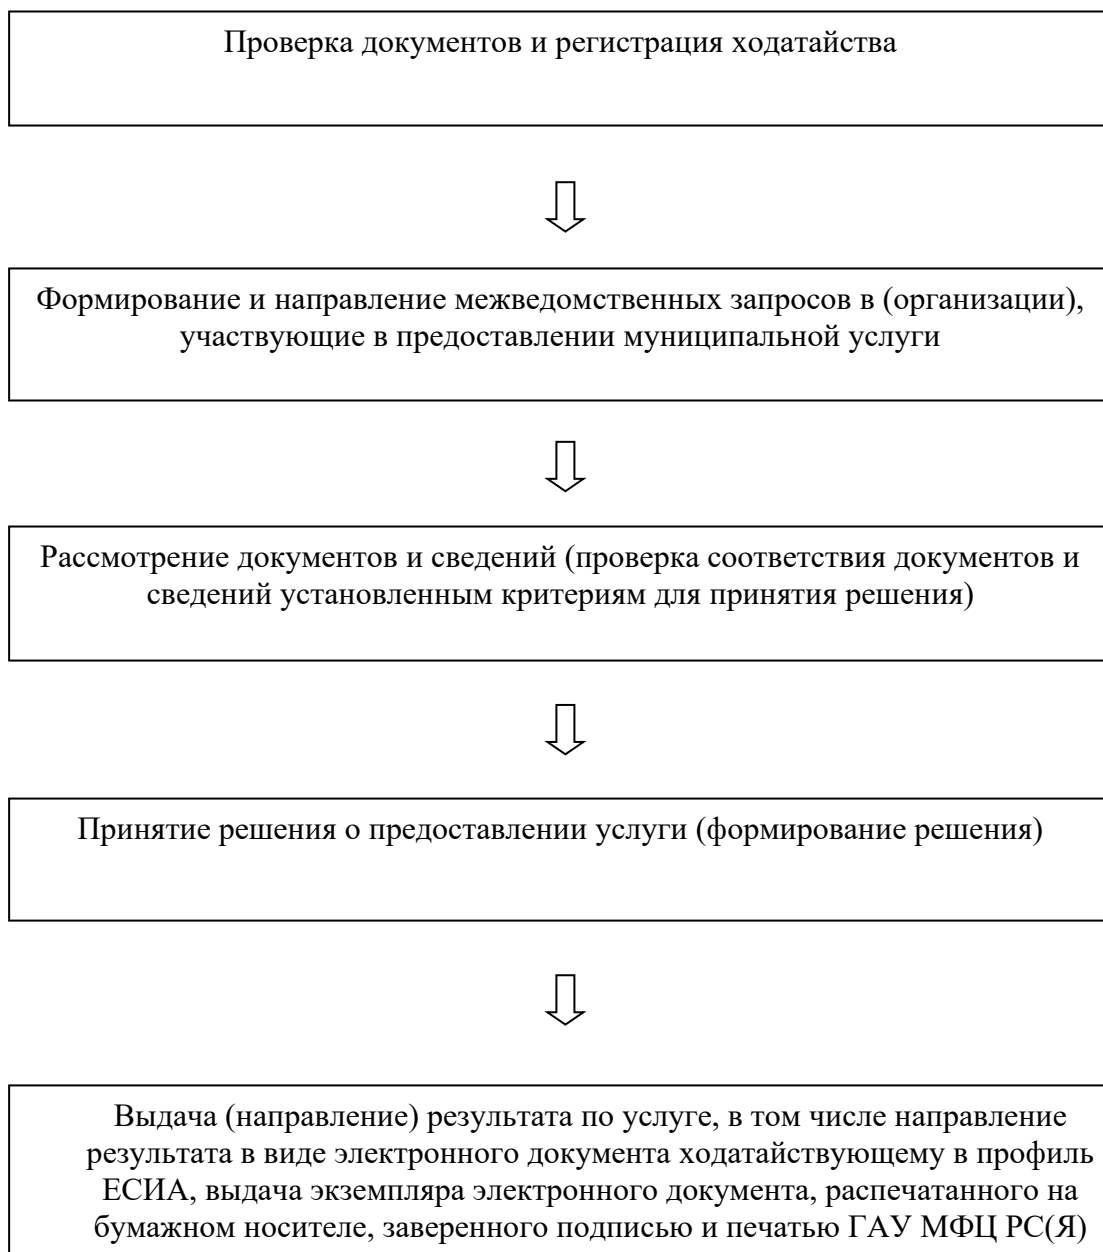 Проверка документов и регистрация ходатайства
Формирование и направление межведомственных запросов в (организации),
участвующие в предоставлении муниципальной услуги
Рассмотрение документов и сведений (проверка соответствия документов и
сведений установленным критериям для принятия решения)
Принятие решения о предоставлении услуги (формирование решения)
Выдача (направление) результата по услуге, в том числе направление
результата в виде электронного документа ходатайствующему в профиль
ЕСИА, выдача экземпляра электронного документа, распечатанного на
бумажном носителе, заверенного подписью и печатью ГАУ МФЦ РС(Я)